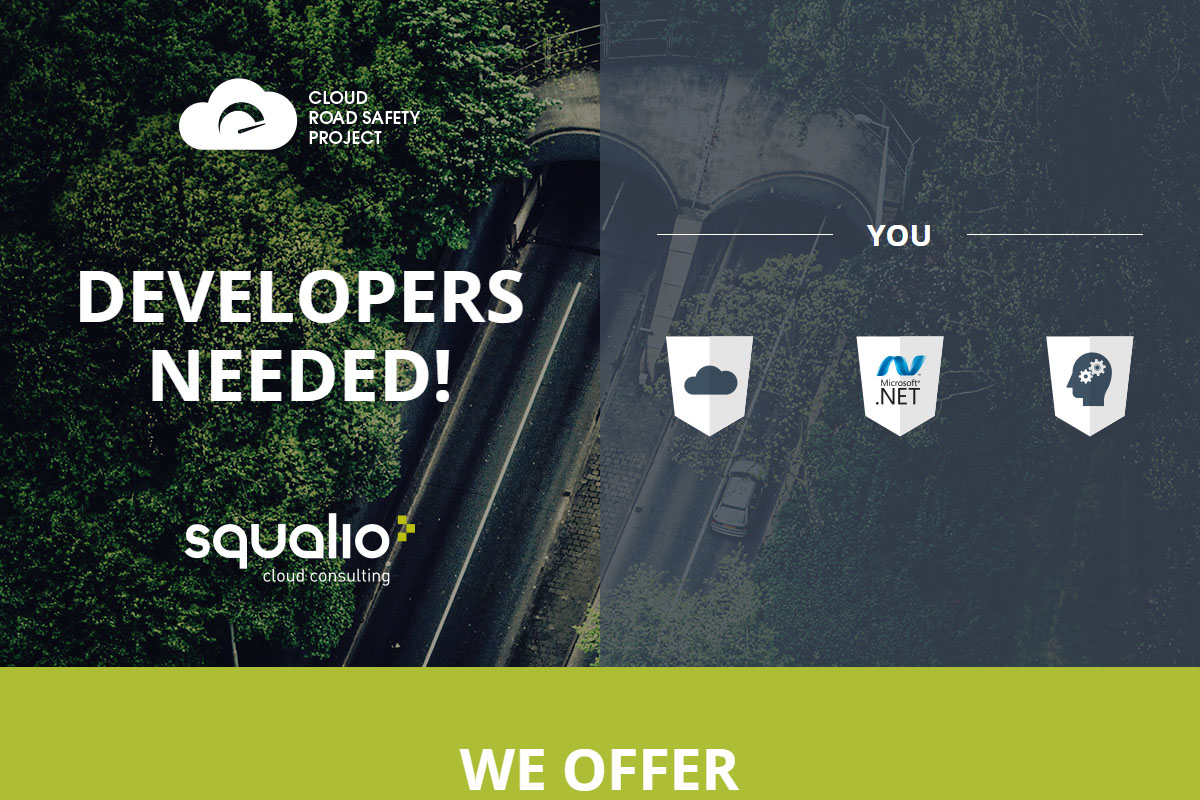 CLOUD
ROAD SAFETY
PROJECT
DEVELOPERS
NEEDED!
squalio
cloud consulting
YOU
Microsoft®
.NET
WE OFFER